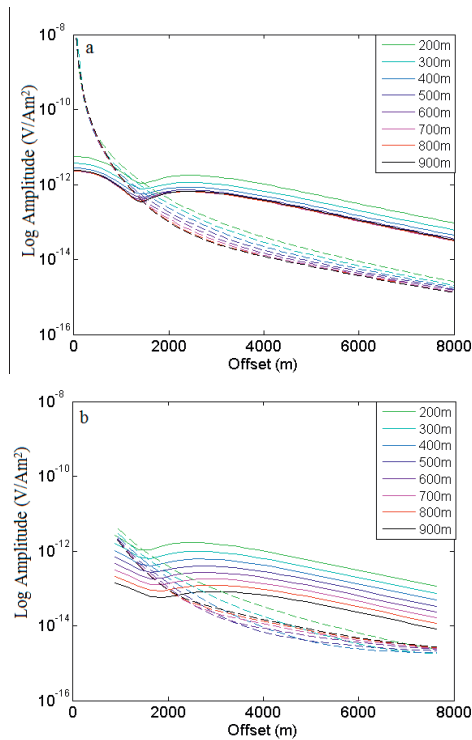 a
10⁻⁸
10⁻¹⁰
10⁻¹²
10⁻¹⁴
10⁻¹⁶
Log Amplitude (V/Am²)
0 2000 4000 6000 8000
Offset (m)
200m
300m
400m
500m
600m
700m
800m
900m
b
10⁻⁸
10⁻¹⁰
10⁻¹²
10⁻¹⁴
10⁻¹⁶
Log Amplitude (V/Am²)
0 2000 4000 6000 8000
Offset (m)
200m
300m
400m
500m
600m
700m
800m
900m